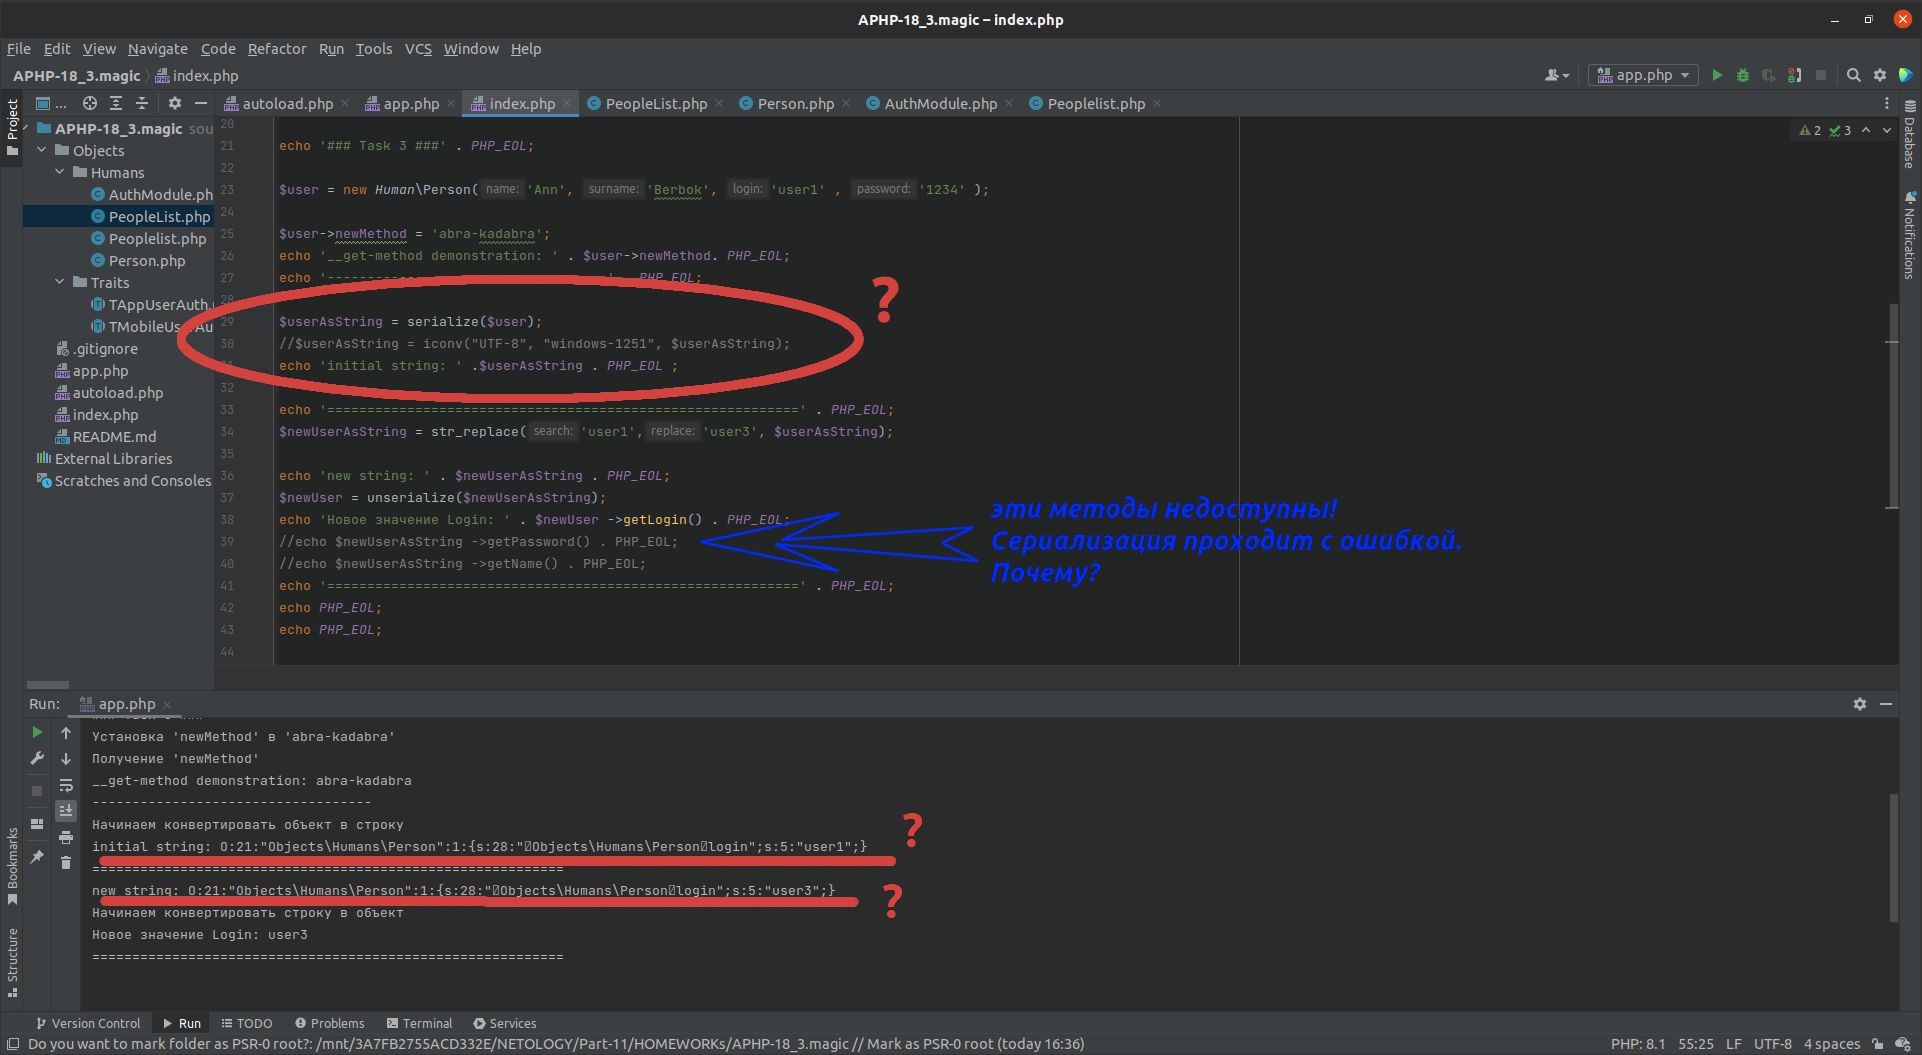 APHP-18_3.magic – index.php
File Edit View Navigate Code Refactor Run Tools VCS Window Help
APHP-18_3.magic index.php
app.php
Project
...
autoload.php app.php index.php PeopleList.php Person.php AuthModule.php Peoplelist.php
APHP-18_3.magic sou
Objects
Humans
AuthModule.ph
PeopleList.php
Peoplelist.php
Person.php
Traits
TAppUserAuth.
.gitignore
app.php
autoload.php
index.php
README.md
External Libraries
Scratches and Consoles
2 3
Database
Notifications
20
21 echo '### Task 3 ###' . PHP_EOL;
22
23 $user = new Human\Person( name: 'Ann', surname: 'Berbok', login: 'user1' , password: '1234' );
24
25 $user->newMethod = 'abra-kadabra';
26 echo '__get-method demonstration: ' . $user->newMethod. PHP_EOL;
27 echo '----------------------------------' . PHP_EOL;
28
29 $userAsString = serialize($user);
30 //$userAsString = iconv("UTF-8", "windows-1251", $userAsString);
31 echo 'initial string: ' .$userAsString . PHP_EOL ;
32
33 echo '===========================================================' . PHP_EOL;
34 $newUserAsString = str_replace( search: 'user1', replace: 'user3', $userAsString);
35
36 echo 'new string: ' . $newUserAsString . PHP_EOL;
37 $newUser = unserialize($newUserAsString);
38 echo 'Новое значение Login: ' . $newUser ->getLogin() . PHP_EOL;
39 //echo $newUserAsString ->getPassword() . PHP_EOL;
40 //echo $newUserAsString ->getName() . PHP_EOL;
41 echo '===========================================================' . PHP_EOL;
42 echo PHP_EOL;
43 echo PHP_EOL;
44
?
эти методы недоступны!
Сериализация проходит с ошибкой.
Почему?
Run: app.php
Установка 'newMethod' в 'abra-kadabra'
Получение 'newMethod'
__get-method demonstration: abra-kadabra
-----------------------------------
Начинаем конвертировать объект в строку
initial string: O:21:"Objects\Humans\Person":1:{s:28:"▯Objects\Humans\Person▯login";s:5:"user1";}
?
===========================================================
new string: O:21:"Objects\Humans\Person":1:{s:28:"▯Objects\Humans\Person▯login";s:5:"user3";}
?
Начинаем конвертировать строку в объект
Новое значение Login: user3
===========================================================
Bookmarks
Structure
Version Control Run TODO Problems Terminal Services
Do you want to mark folder as PSR-0 root?: /mnt/3A7FB2755ACD332E/NETOLOGY/Part-11/HOMEWORKs/APHP-18_3.magic // Mark as PSR-0 root (today 16:36)
PHP: 8.1 55:25 LF UTF-8 4 spaces